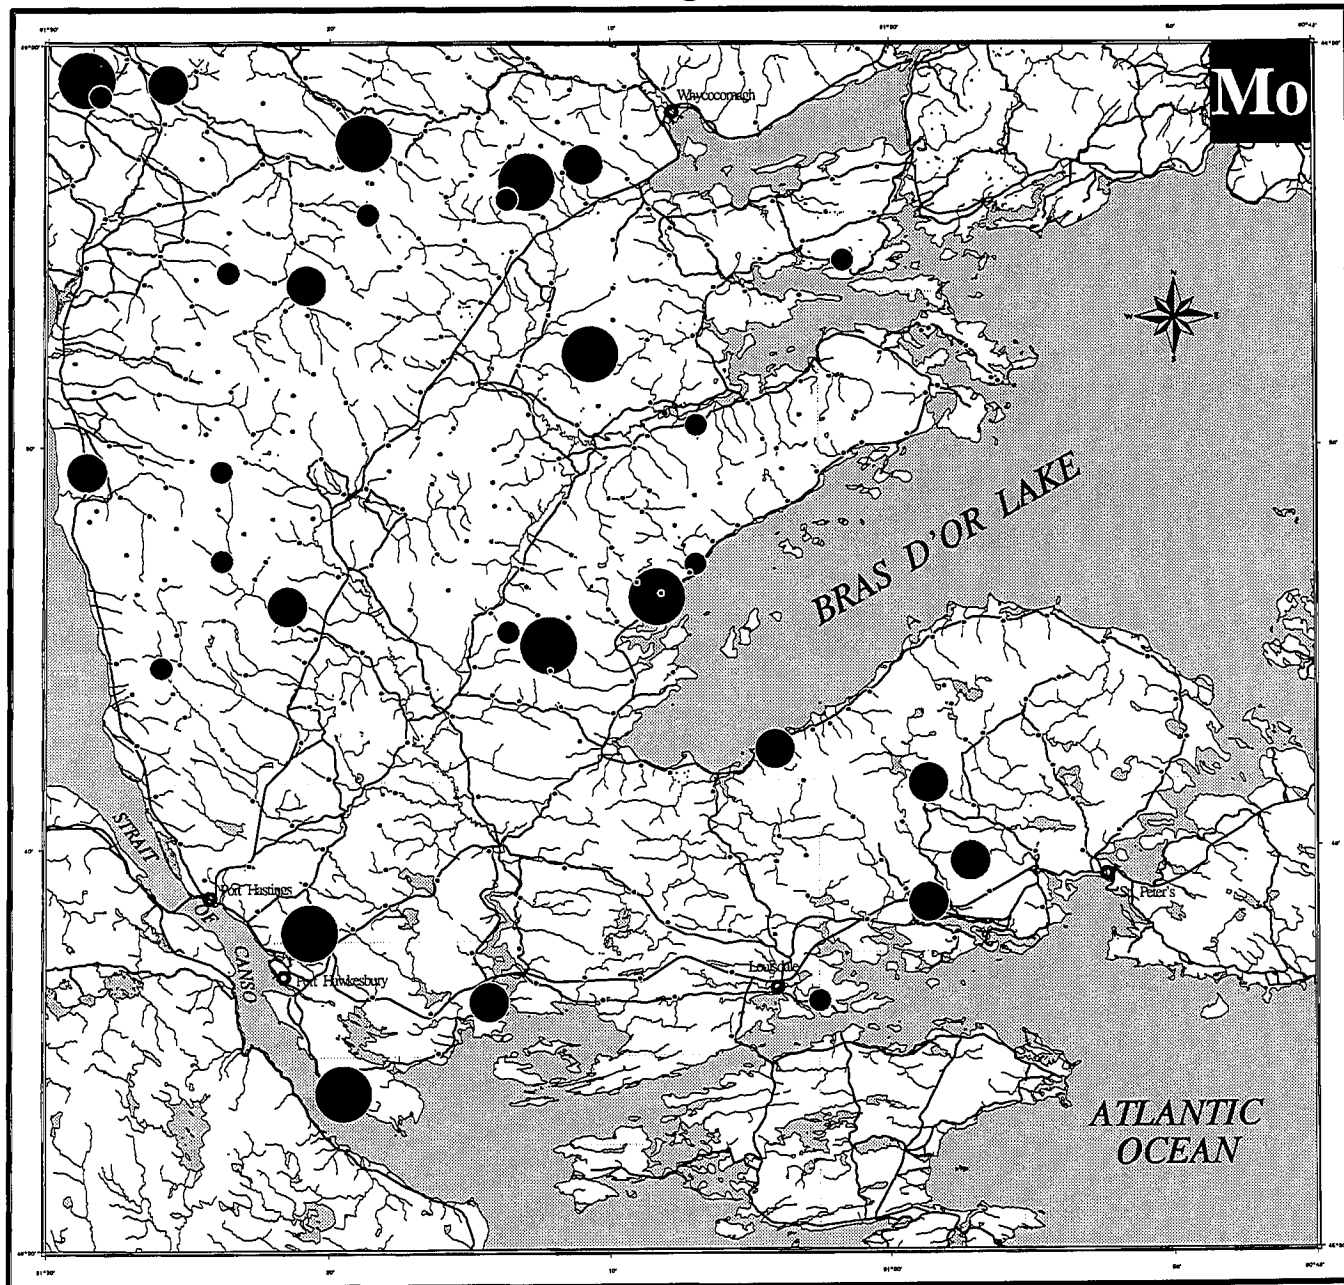 Mo
Whycocomagh
N
W
E
S
BRAS D'OR LAKE
STRAIT
OF
CANSO
Port Hastings
Port Hawkesbury
Louisdale
St. Peter's
ATLANTIC
OCEAN